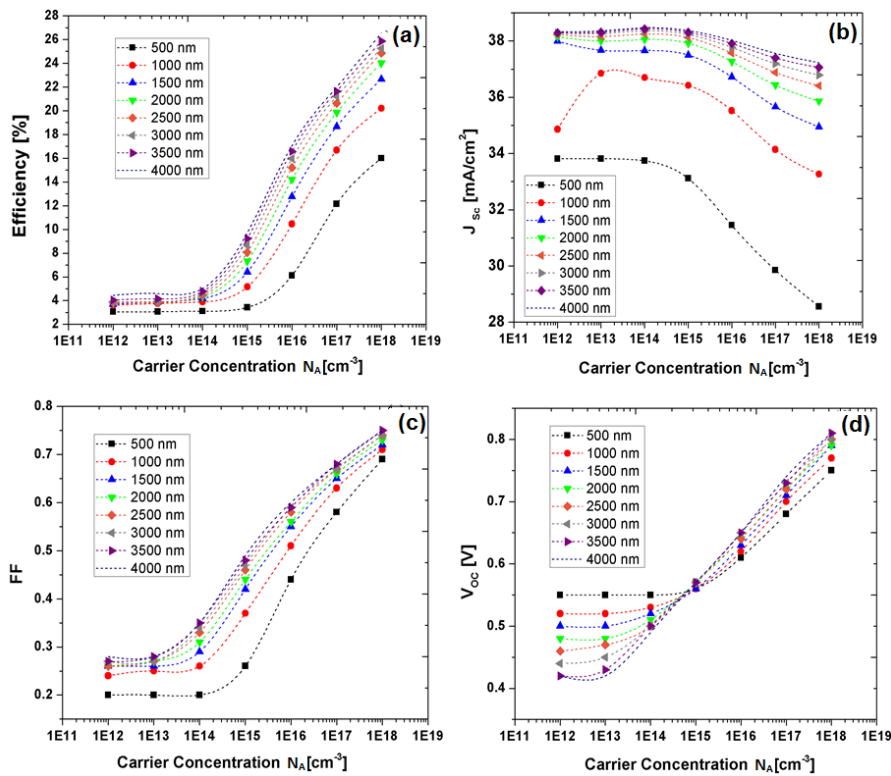 (a)
Efficiency [%]
28
26
24
22
20
18
16
14
12
10
8
6
4
2
500 nm
1000 nm
1500 nm
2000 nm
2500 nm
3000 nm
3500 nm
4000 nm
1E11 1E12 1E13 1E14 1E15 1E16 1E17 1E18 1E19
Carrier Concentration N_A[cm⁻³]
(b)
J_Sc [mA/cm²]
38
36
34
32
30
28
500 nm
1000 nm
1500 nm
2000 nm
2500 nm
3000 nm
3500 nm
4000 nm
1E11 1E12 1E13 1E14 1E15 1E16 1E17 1E18 1E19
Carrier Concentration N_A[cm⁻³]
(c)
FF
0.8
0.7
0.6
0.5
0.4
0.3
0.2
500 nm
1000 nm
1500 nm
2000 nm
2500 nm
3000 nm
3500 nm
4000 nm
1E11 1E12 1E13 1E14 1E15 1E16 1E17 1E18 1E19
Carrier Concentration N_A[cm⁻³]
(d)
V_OC [V]
0.8
0.7
0.6
0.5
0.4
500 nm
1000 nm
1500 nm
2000 nm
2500 nm
3000 nm
3500 nm
4000 nm
1E11 1E12 1E13 1E14 1E15 1E16 1E17 1E18 1E19
Carrier Concentration N_A[cm⁻³]